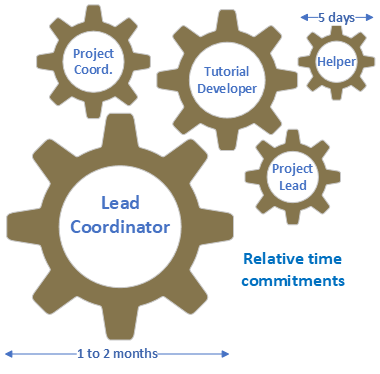 5 days
Project
Coord.
Tutorial
Developer
Helper
Project
Lead
Lead
Coordinator
Relative time
commitments
1 to 2 months